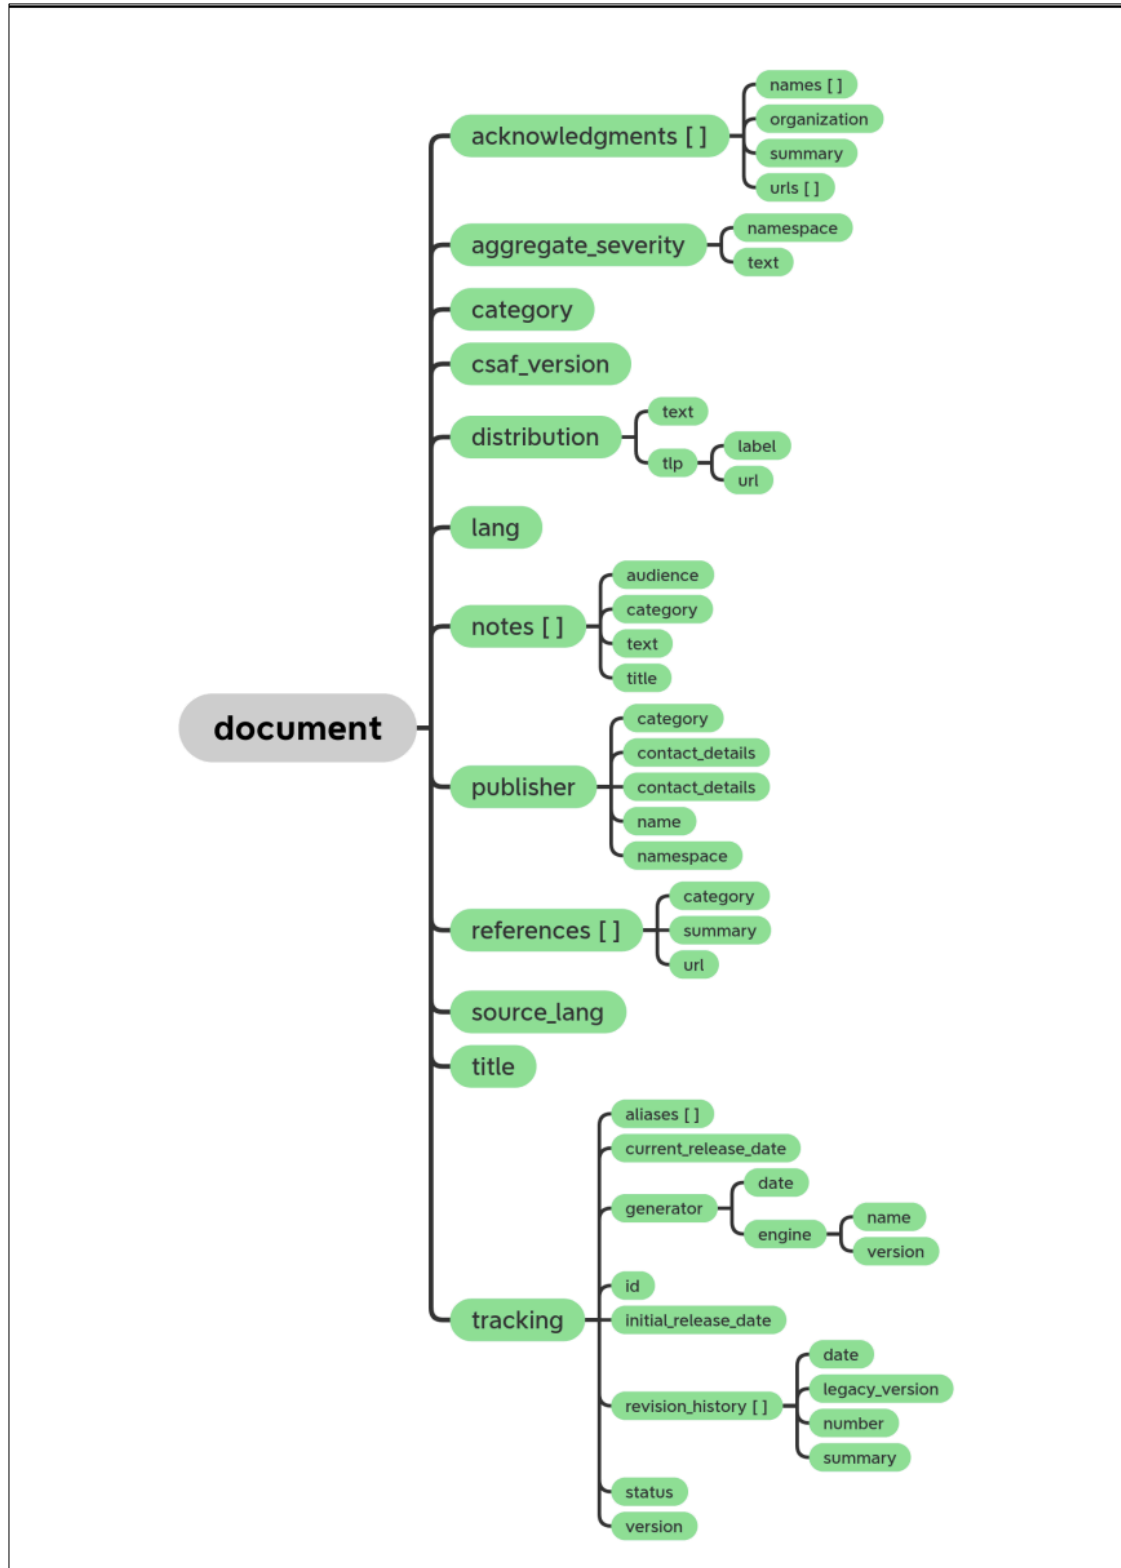 document
acknowledgments [ ]
names [ ]
organization
summary
urls [ ]
aggregate_severity
namespace
text
category
csaf_version
distribution
text
tlp
label
url
lang
notes [ ]
audience
category
text
title
publisher
category
contact_details
contact_details
name
namespace
references [ ]
category
summary
url
source_lang
title
tracking
aliases [ ]
current_release_date
generator
date
engine
name
version
id
initial_release_date
revision_history [ ]
date
legacy_version
number
summary
status
version